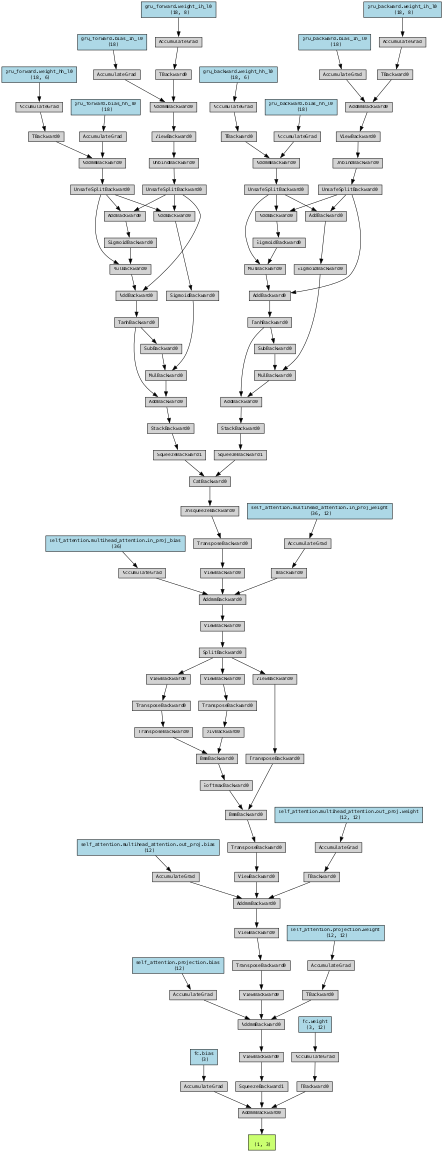 gru_forward.weight_ih_l0
(18, 8)
gru_backward.weight_ih_l0
(18, 8)
gru_forward.bias_ih_l0
(18)
AccumulateGrad
gru_backward.bias_ih_l0
(18)
AccumulateGrad
gru_forward.weight_hh_l0
(18, 6)
AccumulateGrad
TBackward0
gru_backward.weight_hh_l0
(18, 6)
AccumulateGrad
TBackward0
AccumulateGrad
gru_forward.bias_hh_l0
(18)
AddmmBackward0
AccumulateGrad
gru_backward.bias_hh_l0
(18)
AddmmBackward0
TBackward0
AccumulateGrad
ViewBackward0
TBackward0
AccumulateGrad
ViewBackward0
AddmmBackward0
UnbindBackward0
AddmmBackward0
UnbindBackward0
UnsafeSplitBackward0
UnsafeSplitBackward0
UnsafeSplitBackward0
UnsafeSplitBackward0
AddBackward0
AddBackward0
AddBackward0
AddBackward0
SigmoidBackward0
SigmoidBackward0
MulBackward0
MulBackward0
SigmoidBackward0
AddBackward0
SigmoidBackward0
AddBackward0
TanhBackward0
TanhBackward0
SubBackward0
SubBackward0
MulBackward0
MulBackward0
AddBackward0
AddBackward0
StackBackward0
StackBackward0
SqueezeBackward1
SqueezeBackward1
CatBackward0
UnsqueezeBackward0
self_attention.multihead_attention.in_proj_weight
(36, 12)
self_attention.multihead_attention.in_proj_bias
(36)
TransposeBackward0
AccumulateGrad
AccumulateGrad
ViewBackward0
TBackward0
AddmmBackward0
ViewBackward0
SplitBackward0
ViewBackward0
ViewBackward0
ViewBackward0
TransposeBackward0
TransposeBackward0
TransposeBackward0
DivBackward0
BmmBackward0
TransposeBackward0
SoftmaxBackward0
BmmBackward0
self_attention.multihead_attention.out_proj.weight
(12, 12)
self_attention.multihead_attention.out_proj.bias
(12)
TransposeBackward0
AccumulateGrad
AccumulateGrad
ViewBackward0
TBackward0
AddmmBackward0
ViewBackward0
self_attention.projection.weight
(12, 12)
self_attention.projection.bias
(12)
TransposeBackward0
AccumulateGrad
AccumulateGrad
ViewBackward0
TBackward0
AddmmBackward0
fc.weight
(3, 12)
fc.bias
(3)
ViewBackward0
AccumulateGrad
AccumulateGrad
SqueezeBackward1
TBackward0
AddmmBackward0
(1, 3)